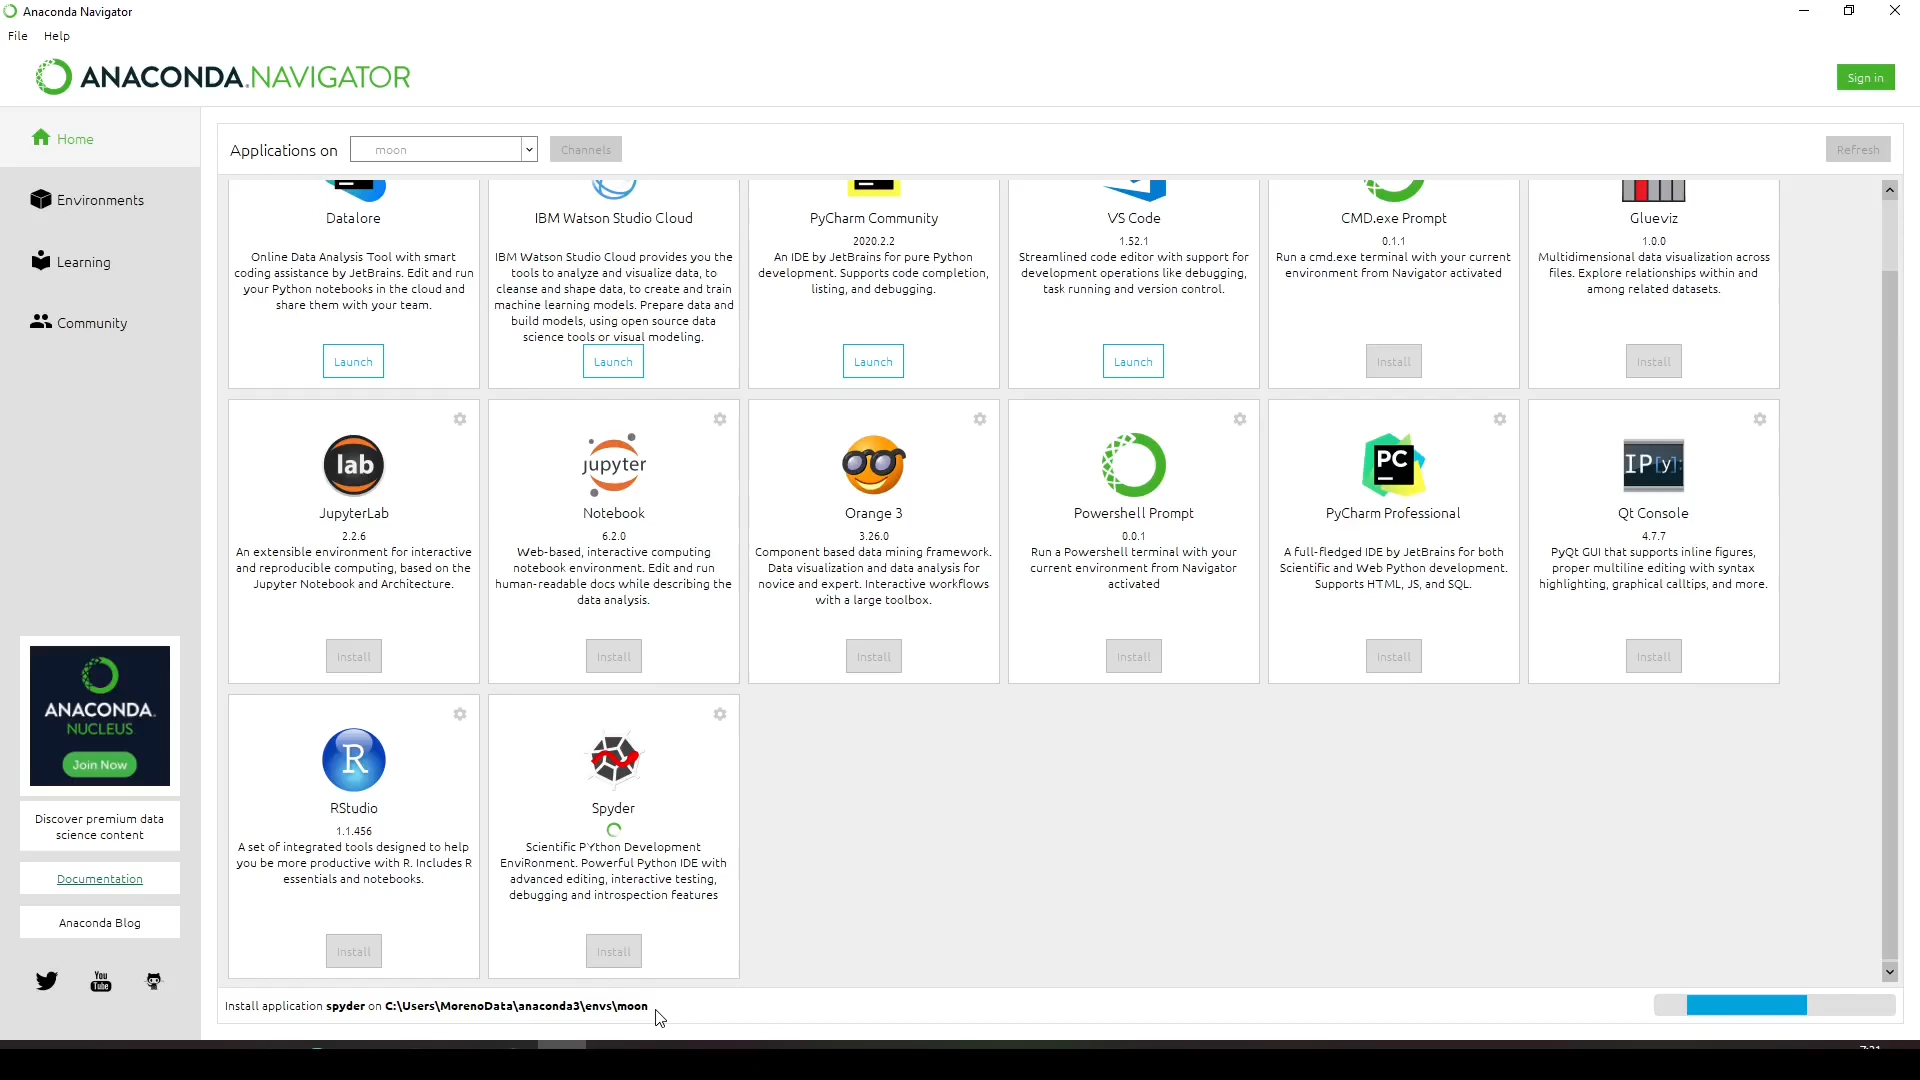 Anaconda Navigator
File Help
ANACONDA.NAVIGATOR
Sign in
Home
Environments
Learning
Community
Applications on moon Channels Refresh
Datalore
Online Data Analysis Tool with smart
coding assistance by JetBrains. Edit and run
your Python notebooks in the cloud and
share them with your team.
Launch
IBM Watson Studio Cloud
IBM Watson Studio Cloud provides you the
tools to analyze and visualize data, to
cleanse and shape data, to create and train
machine learning models. Prepare data and
build models, using open source data
science tools or visual modeling.
Launch
PyCharm Community
2020.2.2
An IDE by JetBrains for pure Python
development. Supports code completion,
listing, and debugging.
Launch
VS Code
1.52.1
Streamlined code editor with support for
development operations like debugging,
task running and version control.
Launch
CMD.exe Prompt
0.1.1
Run a cmd.exe terminal with your current
environment from Navigator activated
Install
Glueviz
1.0.0
Multidimensional data visualization across
files. Explore relationships within and
among related datasets.
Install
lab
JupyterLab
2.2.6
An extensible environment for interactive
and reproducible computing, based on the
Jupyter Notebook and Architecture.
Install
jupyter
Notebook
6.2.0
Web-based, interactive computing
notebook environment. Edit and run
human-readable docs while describing the
data analysis.
Install
Orange 3
3.26.0
Component based data mining framework.
Data visualization and data analysis for
novice and expert. Interactive workflows
with a large toolbox.
Install
Powershell Prompt
0.0.1
Run a Powershell terminal with your
current environment from Navigator
activated
Install
PC
PyCharm Professional
A full-fledged IDE by JetBrains for both
Scientific and Web Python development.
Supports HTML, JS, and SQL.
Install
IP[y]:
Qt Console
4.7.7
PyQt GUI that supports inline figures,
proper multiline editing with syntax
highlighting, graphical calltips, and more.
Install
R
RStudio
1.1.456
A set of integrated tools designed to help
you be more productive with R. Includes R
essentials and notebooks.
Install
Spyder
Scientific PYthon Development
EnviRonment. Powerful Python IDE with
advanced editing, interactive testing,
debugging and introspection features
Install
ANACONDA.
NUCLEUS
Join Now
Discover premium data
science content
Documentation
Anaconda Blog
You
Tube
Install application spyder on C:\Users\MorenoData\anaconda3\envs\moon